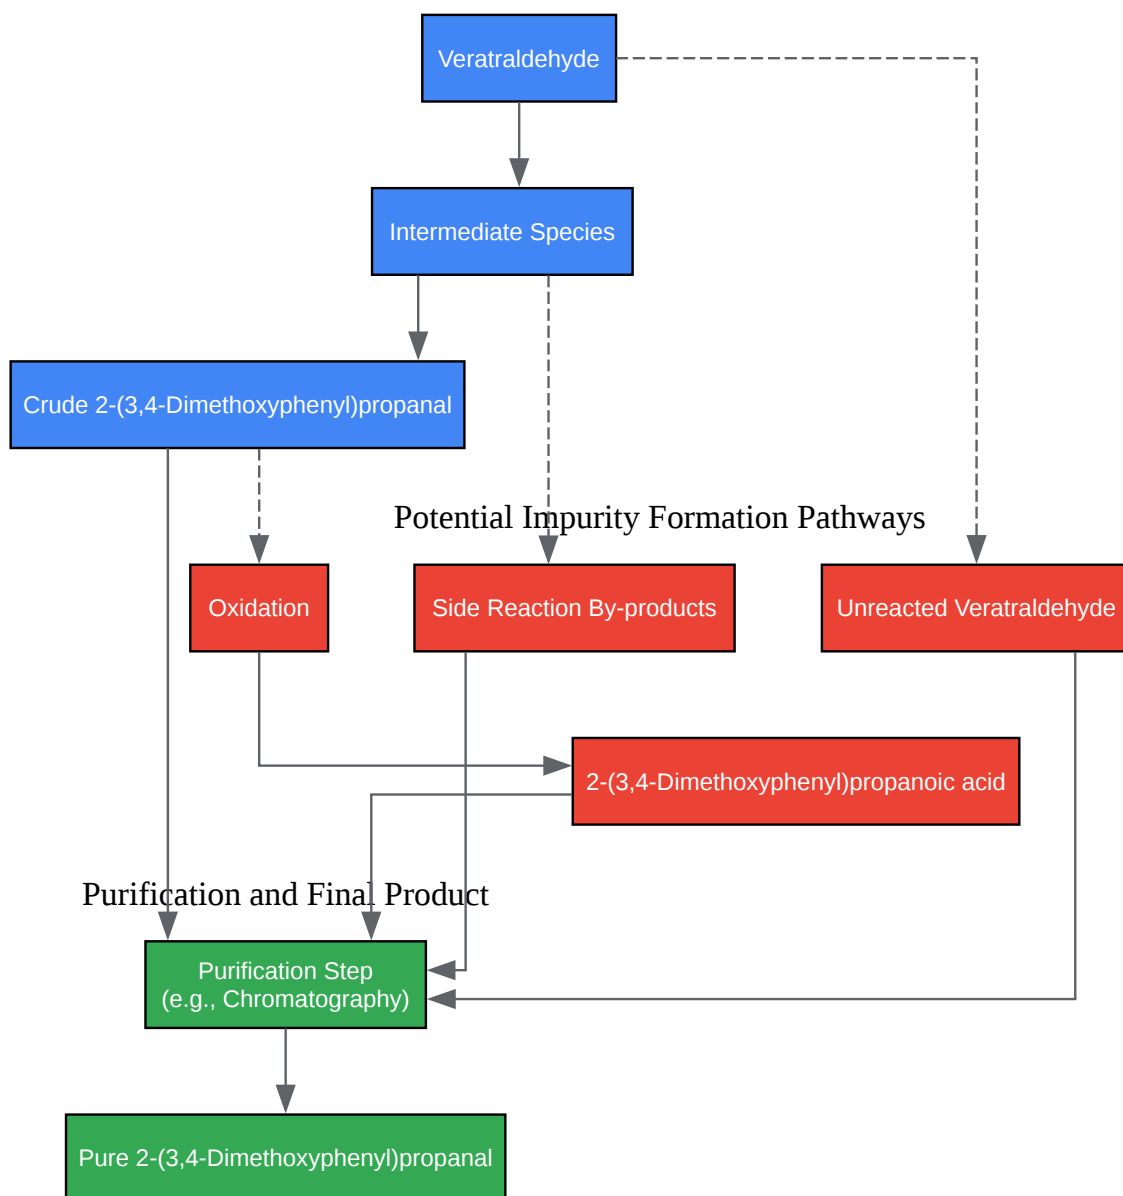 Veratraldehyde
Intermediate Species
Crude 2-(3,4-Dimethoxyphenyl)propanal
Potential Impurity Formation Pathways
Oxidation
Side Reaction By-products
Unreacted Veratraldehyde
2-(3,4-Dimethoxyphenyl)propanoic acid
Purification and Final Product
Purification Step
(e.g., Chromatography)
Pure 2-(3,4-Dimethoxyphenyl)propanal